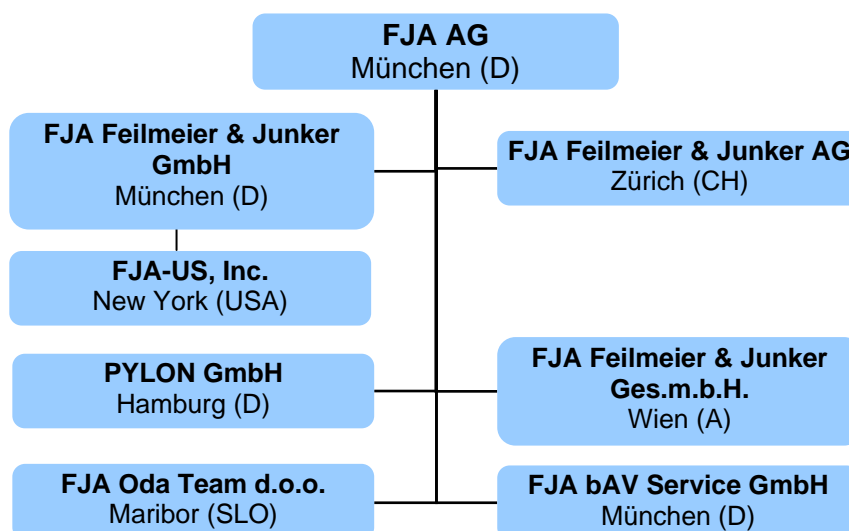 FJA AG
München (D)
FJA Feilmeier & Junker
GmbH
München (D)
FJA Feilmeier & Junker AG
Zürich (CH)
FJA-US, Inc.
New York (USA)
PYLON GmbH
Hamburg (D)
FJA Feilmeier & Junker
Ges.m.b.H.
Wien (A)
FJA Oda Team d.o.o.
Maribor (SLO)
FJA bAV Service GmbH
München (D)